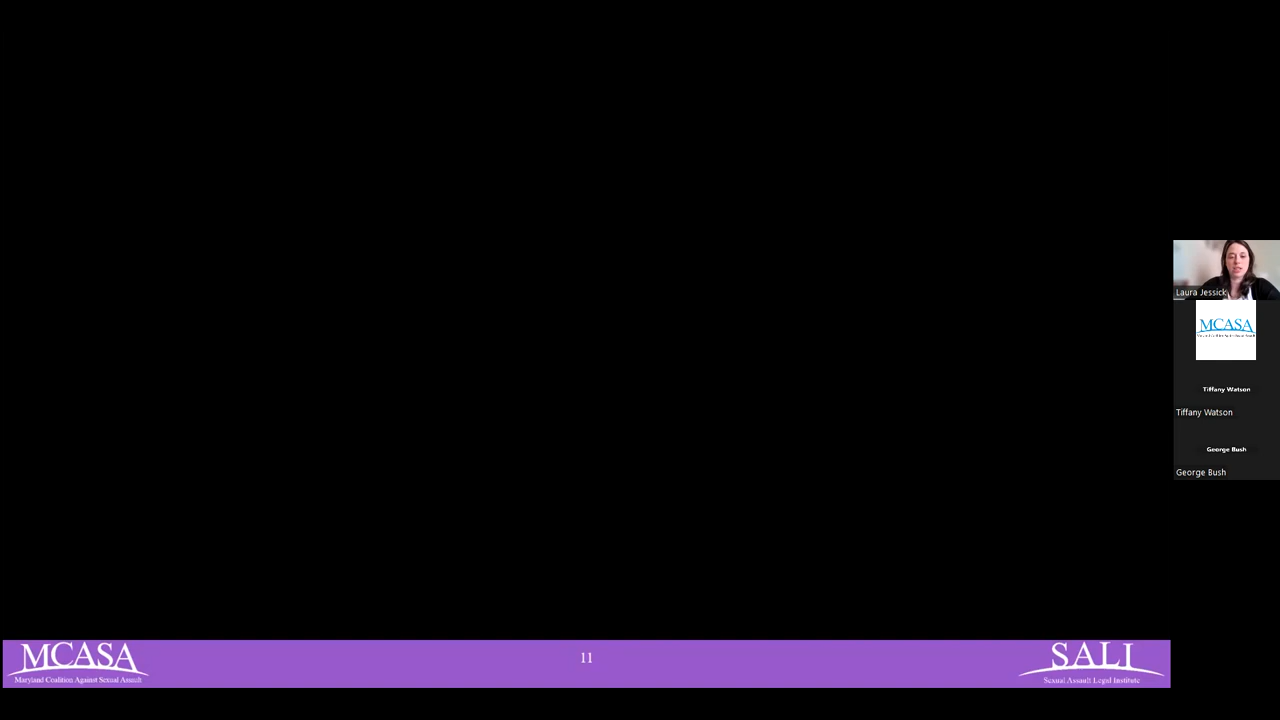 Laura Jessick
MCASA
Tiffany Watson
Tiffany Watson
George Bush
George Bush
MCASA
Maryland Coalition Against Sexual Assault
11
SALI
Sexual Assault Legal Institute